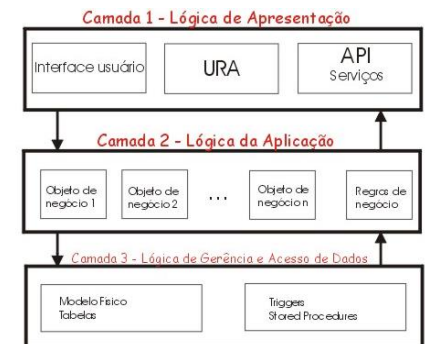 Camada 1 - Lógica de Apresentação
Interface usuário
URA
API
Serviços
Camada 2 - Lógica da Aplicação
Objeto de
negócio 1
Objeto de
negócio 2
...
Objeto de
negócio n
Regras de
negócio
Camada 3 - Lógica de Gerência e Acesso de Dados
Modelo Fisico
Tabelas
Triggers
Stored Procedures